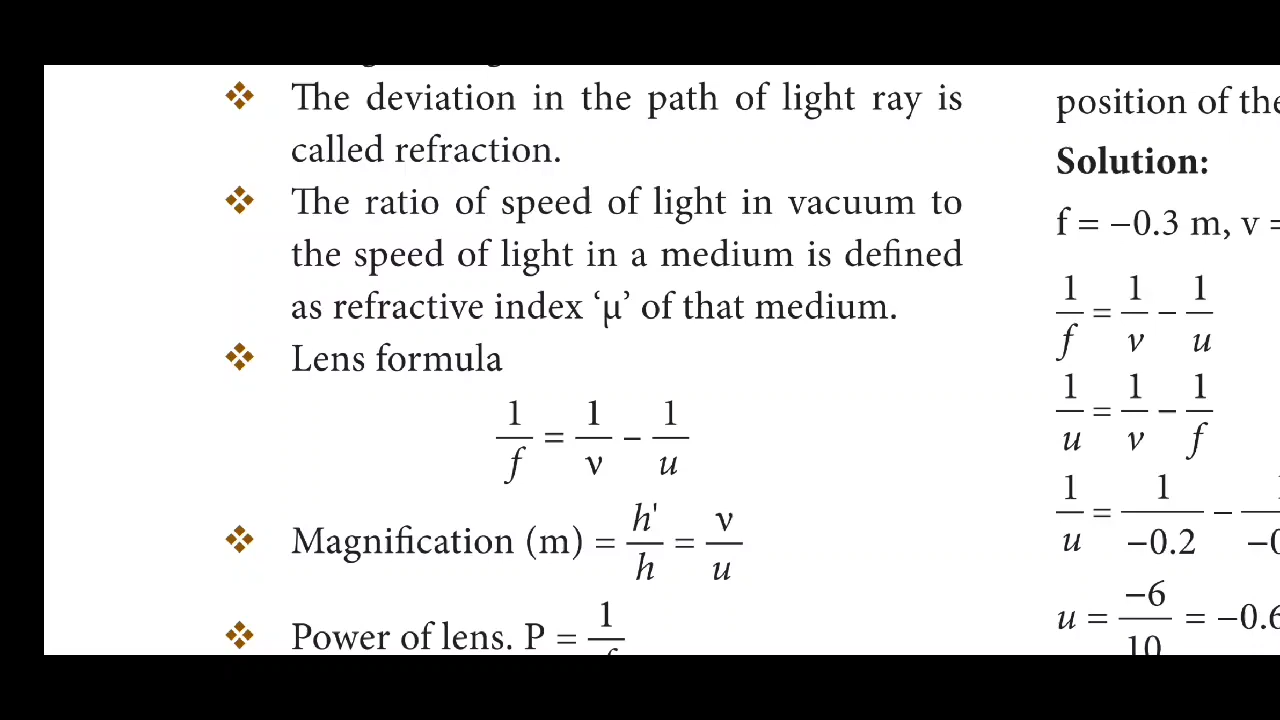 ❖ The deviation in the path of light ray is
called refraction.
❖ The ratio of speed of light in vacuum to
the speed of light in a medium is defined
as refractive index ‘μ’ of that medium.
❖ Lens formula
1/f = 1/v − 1/u
❖ Magnification (m) = h'/h = v/u
❖ Power of lens. P = 1/f
position of the
Solution:
f = −0.3 m, v =
1/f = 1/v − 1/u
1/u = 1/v − 1/f
1/u = 1/−0.2 −
u = −6/10 = −0.6